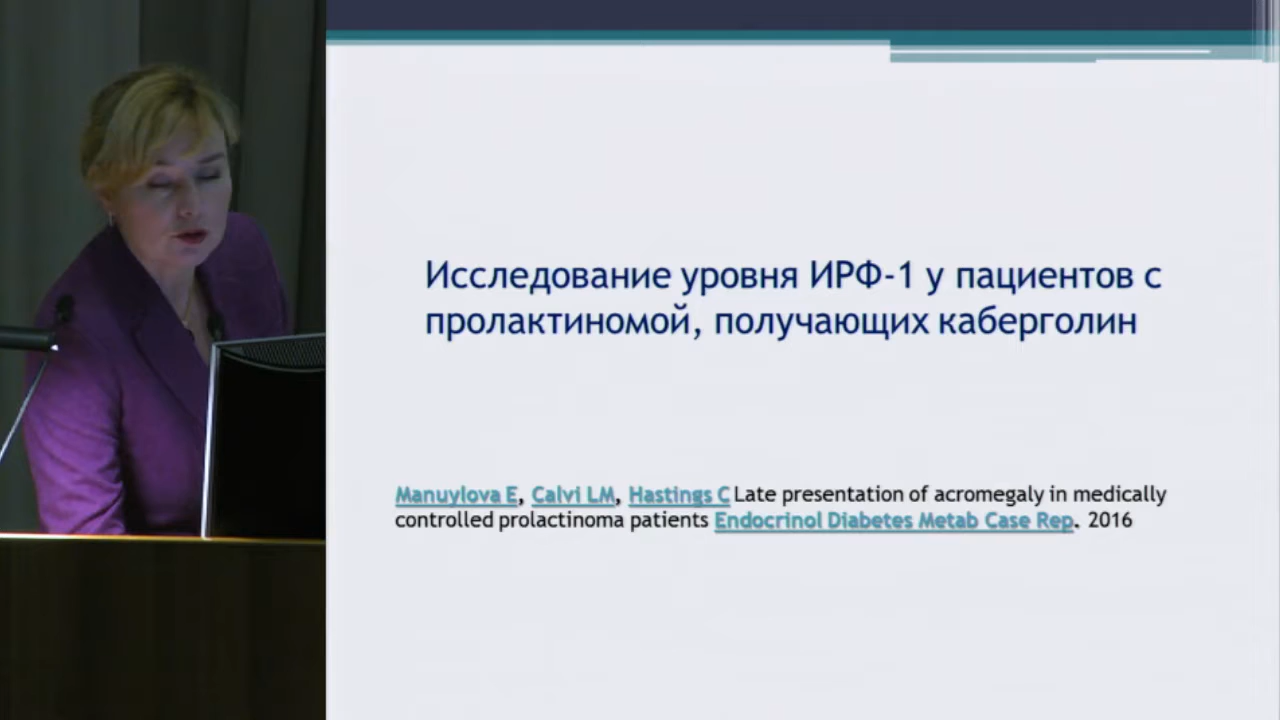 Исследование уровня ИРФ-1 у пациентов с
пролактиномой, получающих каберголин
Manuylova E, Calvi LM, Hastings C Late presentation of acromegaly in medically
controlled prolactinoma patients Endocrinol Diabetes Metab Case Rep. 2016